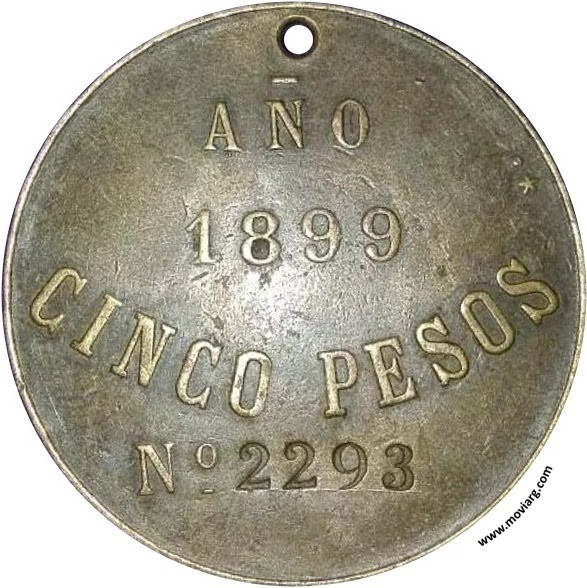 AÑO
1899
CINCO PESOS
Nº 2293
www.moviarg.com